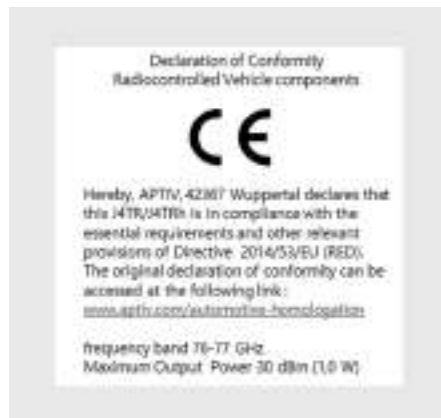 Declaration of Conformity
Radiocontrolled Vehicle components
CE
Hereby, APTIV, 42367 Wuppertal declares that
this J4TR/J4TRh is in compliance with the
essential requirements and other relevant
provisions of Directive 2014/53/EU (RED).
The original declaration of conformity can be
accessed at the following link:
www.aptiv.com/automotive-homologation
frequency band 76-77 GHz
Maximum Output Power 30 dBm (1,0 W)